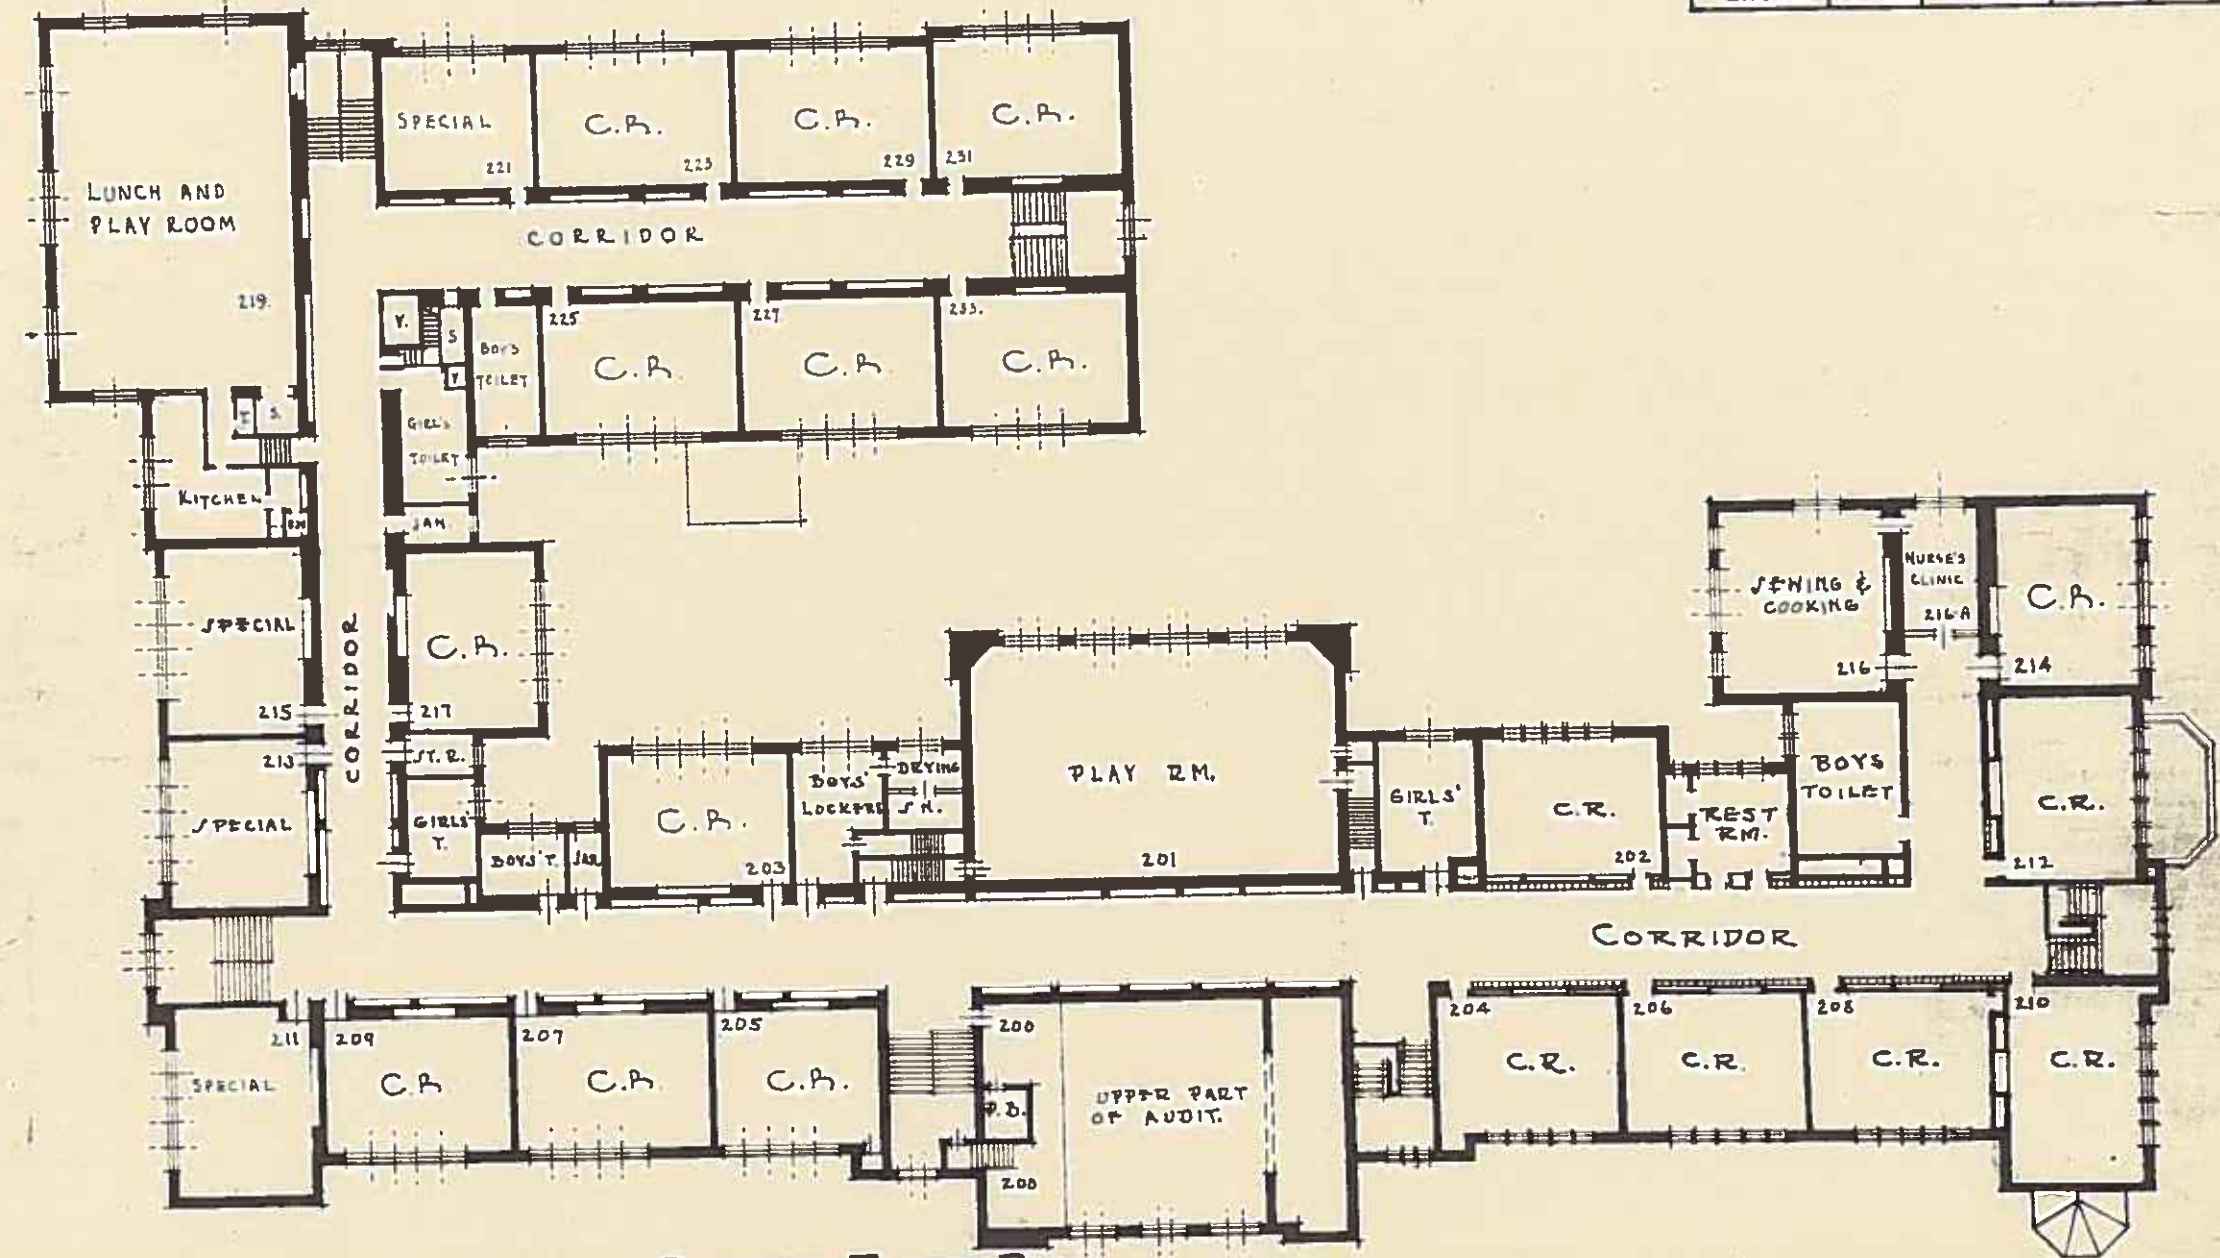 SPECIAL
221
C.R.
223
C.R.
229
C.R.
231
LUNCH AND
PLAY ROOM
219.
CORRIDOR
V.
S
V
BOYS
TOILET
225
C.R.
227
C.R.
233.
C.R.
GIRL'S
TOILET
S.
KITCHEN
JAN.
SPECIAL
215
CORRIDOR
C.R.
217
213
SPECIAL
ST. R.
GIRLS'
T.
BOYS' T.
JAN.
C.R.
203
BOYS'
LOCKERS
DRYING
SH.
PLAY RM.
201
GIRLS'
T.
C.R.
202
REST
RM.
BOYS
TOILET
SEWING &
COOKING
216
NURSE'S
CLINIC
216-A
C.R.
214
C.R.
212
CORRIDOR
211
SPECIAL
209
C.R.
207
C.R.
205
C.R.
200
P.B.
UPPER PART
OF AUDIT.
200
204
C.R.
206
C.R.
208
C.R.
210
C.R.